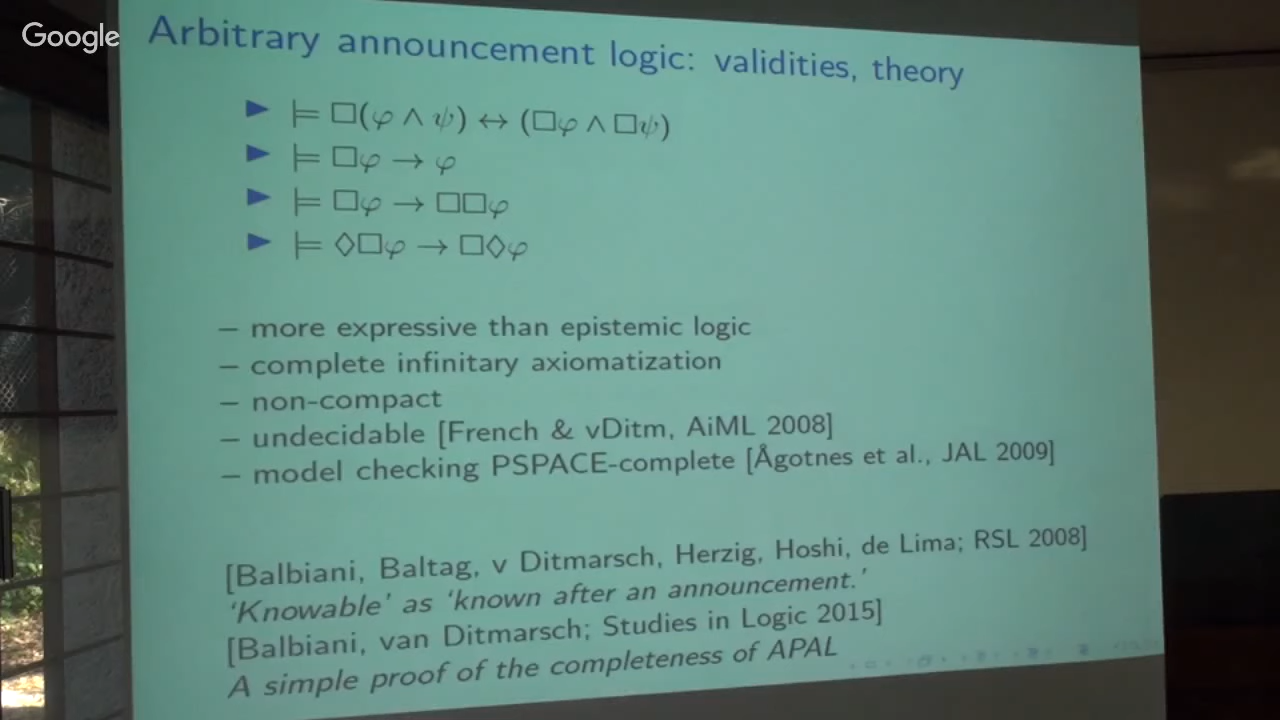 Google
Arbitrary announcement logic: validities, theory
▶ ⊨ □(φ ∧ ψ) ↔ (□φ ∧ □ψ)
▶ ⊨ □φ → φ
▶ ⊨ □φ → □□φ
▶ ⊨ ◊□φ → □◊φ
– more expressive than epistemic logic
– complete infinitary axiomatization
– non-compact
– undecidable [French & vDitm, AiML 2008]
– model checking PSPACE-complete [Ågotnes et al., JAL 2009]
[Balbiani, Baltag, v Ditmarsch, Herzig, Hoshi, de Lima; RSL 2008]
‘Knowable’ as ‘known after an announcement.’
[Balbiani, van Ditmarsch; Studies in Logic 2015]
A simple proof of the completeness of APAL